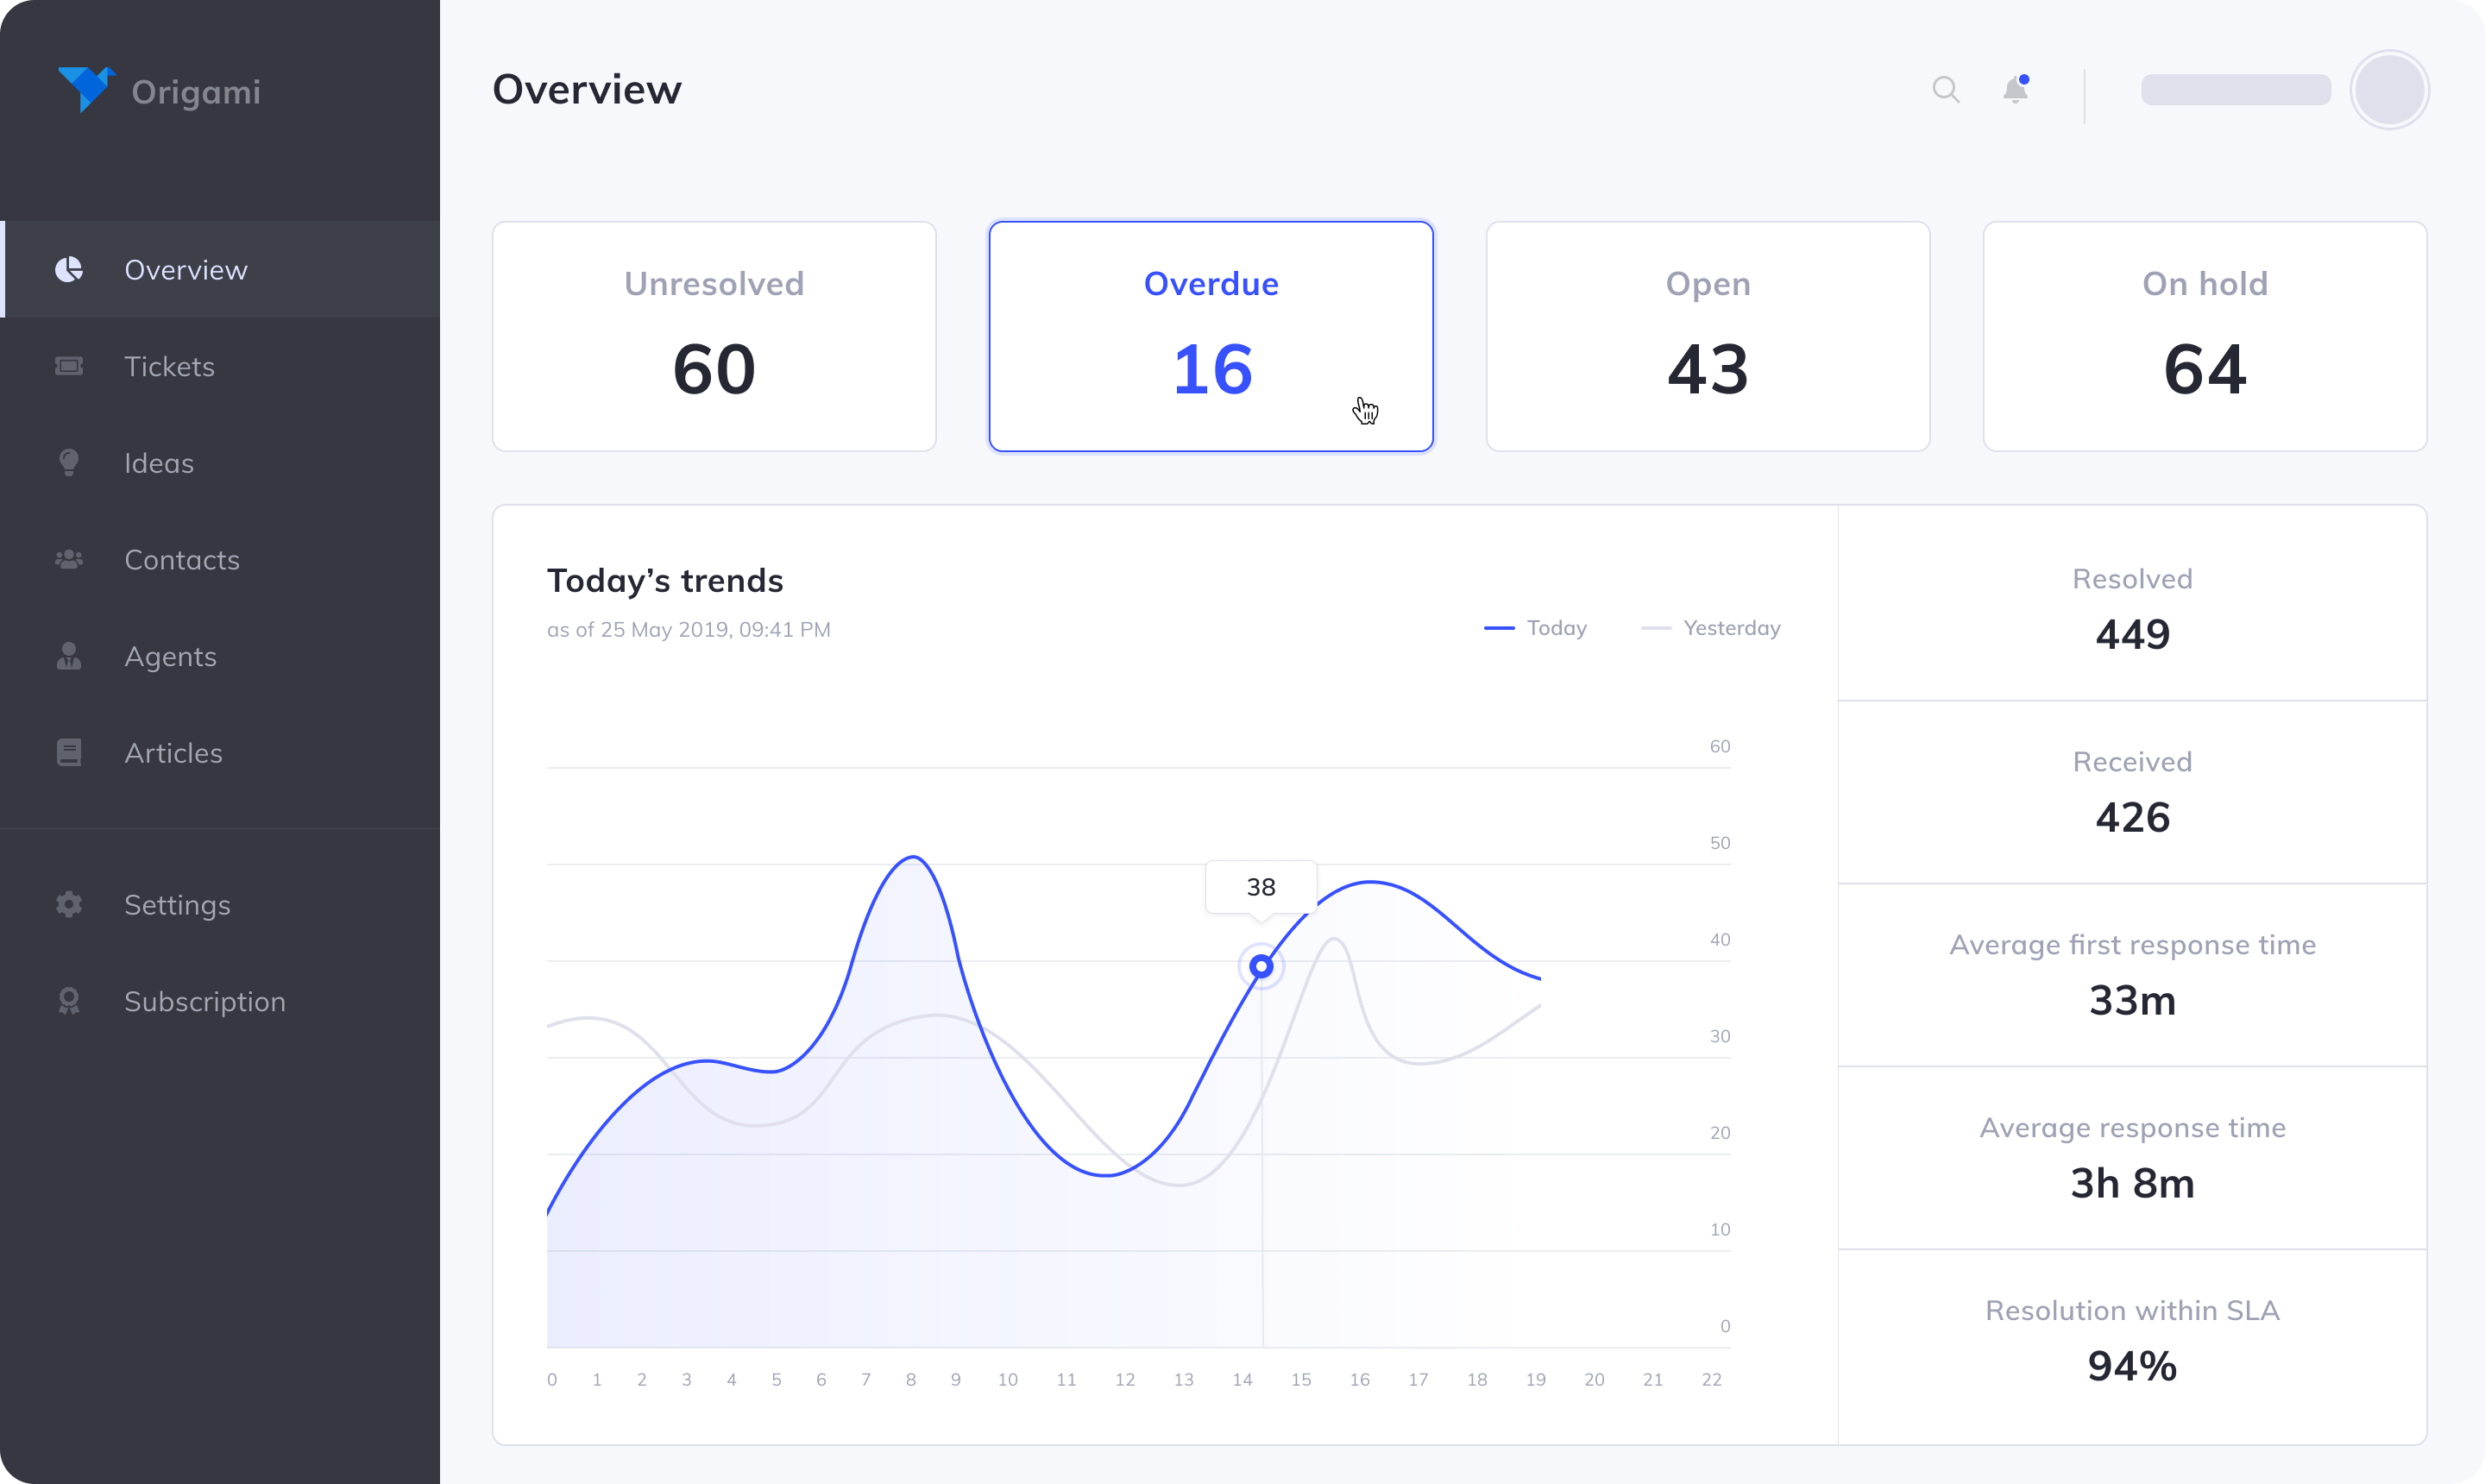 Origami
Overview
Tickets
Ideas
Contacts
Agents
Articles
Settings
Subscription
Overview
Unresolved
60
Overdue
16
Open
43
On hold
64
Today’s trends
as of 25 May 2019, 09:41 PM
Today
Yesterday
60
50
38
40
30
20
10
0
0 1 2 3 4 5 6 7 8 9 10 11 12 13 14 15 16 17 18 19 20 21 22
Resolved
449
Received
426
Average first response time
33m
Average response time
3h 8m
Resolution within SLA
94%